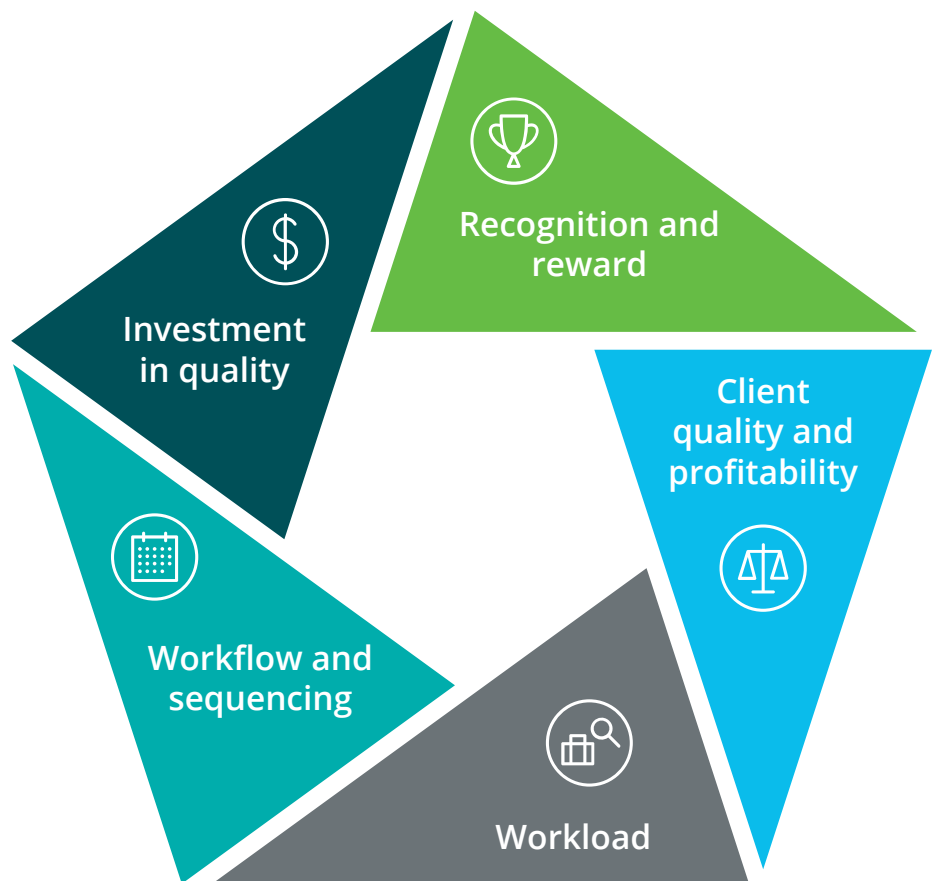 Recognition and
reward
Investment
in quality
Client
quality and
profitability
Workflow and
sequencing
Workload